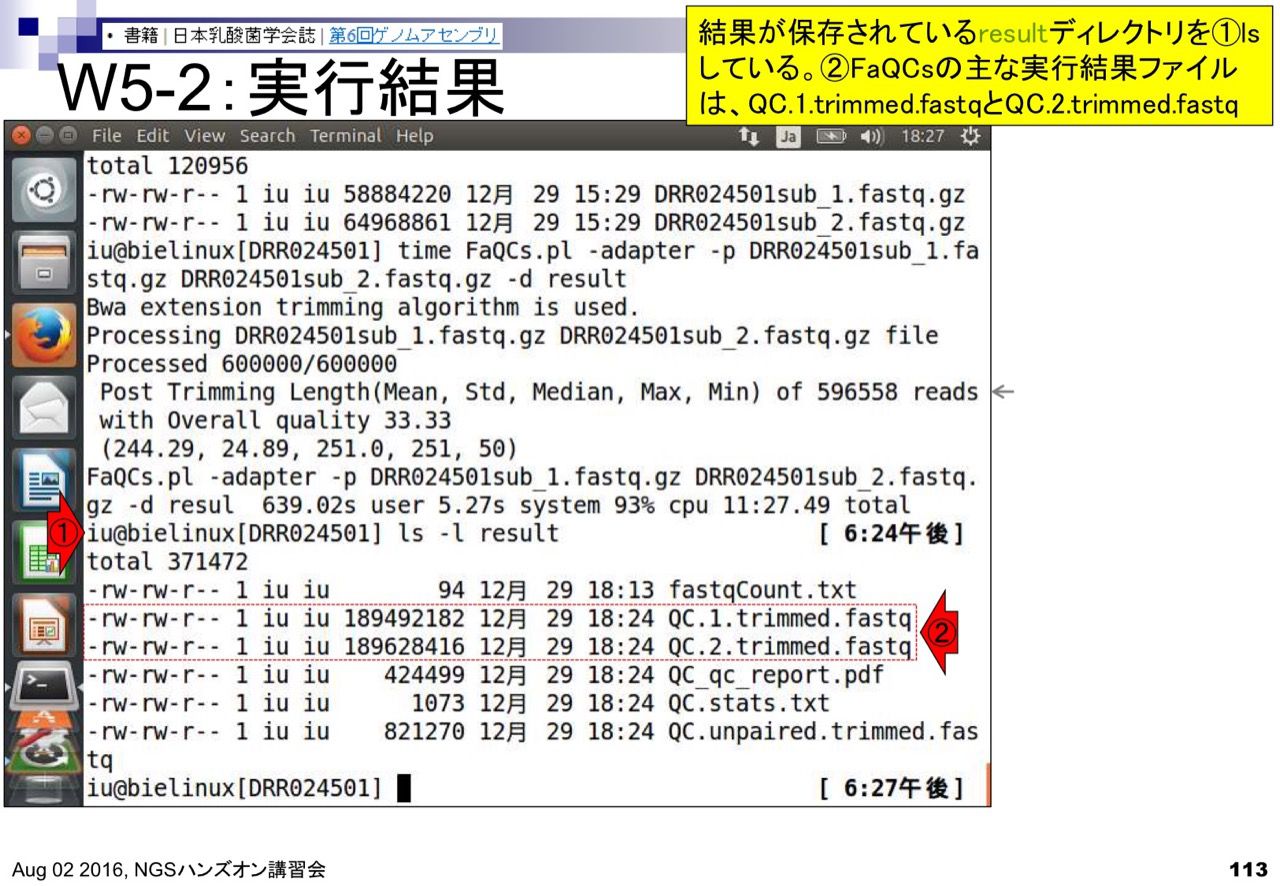 ・ 書籍 | 日本乳酸菌学会誌 | 第6回ゲノムアセンブリ
W5-2：実行結果
結果が保存されているresultディレクトリを①ls
している。②FaQCsの主な実行結果ファイル
は、QC.1.trimmed.fastqとQC.2.trimmed.fastq
File Edit View Search Terminal Help
Ja
18:27
total 120956
-rw-rw-r-- 1 iu iu 58884220 12月 29 15:29 DRR024501sub_1.fastq.gz
-rw-rw-r-- 1 iu iu 64968861 12月 29 15:29 DRR024501sub_2.fastq.gz
iu@bielinux[DRR024501] time FaQCs.pl -adapter -p DRR024501sub_1.fa
stq.gz DRR024501sub_2.fastq.gz -d result
Bwa extension trimming algorithm is used.
Processing DRR024501sub_1.fastq.gz DRR024501sub_2.fastq.gz file
Processed 600000/600000
Post Trimming Length(Mean, Std, Median, Max, Min) of 596558 reads
with Overall quality 33.33
(244.29, 24.89, 251.0, 251, 50)
FaQCs.pl -adapter -p DRR024501sub_1.fastq.gz DRR024501sub_2.fastq.
gz -d resul  639.02s user 5.27s system 93% cpu 11:27.49 total
①
iu@bielinux[DRR024501] ls -l result [ 6:24午後]
total 371472
-rw-rw-r-- 1 iu iu 94 12月 29 18:13 fastqCount.txt
-rw-rw-r-- 1 iu iu 189492182 12月 29 18:24 QC.1.trimmed.fastq
-rw-rw-r-- 1 iu iu 189628416 12月 29 18:24 QC.2.trimmed.fastq
②
-rw-rw-r-- 1 iu iu 424499 12月 29 18:24 QC_qc_report.pdf
-rw-rw-r-- 1 iu iu 1073 12月 29 18:24 QC.stats.txt
-rw-rw-r-- 1 iu iu 821270 12月 29 18:24 QC.unpaired.trimmed.fas
tq
iu@bielinux[DRR024501] [ 6:27午後]
Aug 02 2016, NGSハンズオン講習会
113